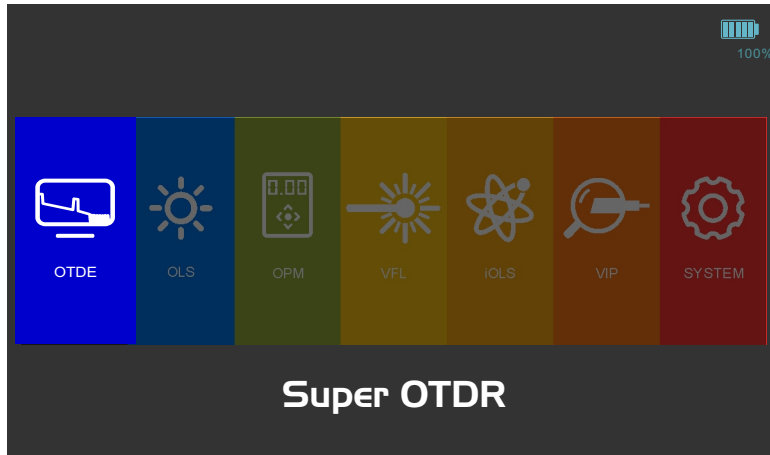 100%
0.00
OTDE
OLS
OPM
VFL
iOLS
VIP
SYSTEM
Super OTDR